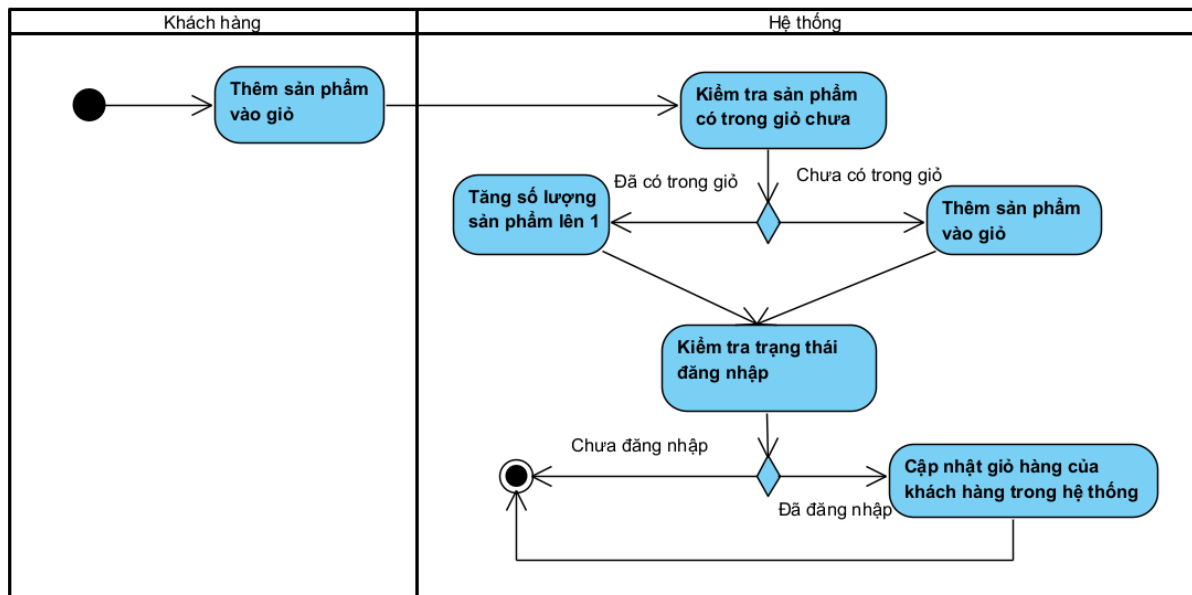 Khách hàng
Hệ thống
Thêm sản phẩm
vào giỏ
Kiểm tra sản phẩm
có trong giỏ chưa
Đã có trong giỏ
Chưa có trong giỏ
Tăng số lượng
sản phẩm lên 1
Thêm sản phẩm
vào giỏ
Kiểm tra trạng thái
đăng nhập
Chưa đăng nhập
Đã đăng nhập
Cập nhật giỏ hàng của
khách hàng trong hệ thống